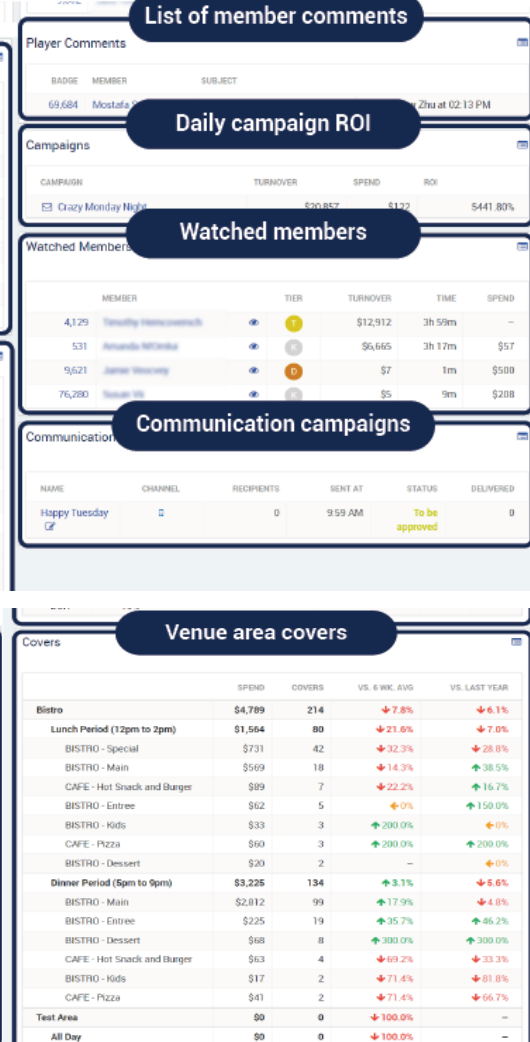 List of member comments
Player Comments
BADGE MEMBER SUBJECT
69,684 Mostafa Zhu at 02:13 PM
Daily campaign ROI
Campaigns
CAMPAIGN TURNOVER SPEND ROI
Crazy Monday Night $20,857 $122 5441.80%
Watched members
Watched Members
MEMBER TIER TURNOVER TIME SPEND
4,129 T $12,912 3h 59m –
531 K $6,665 3h 17m $57
9,621 D $7 1m $500
76,280 K $5 9m $208
Communication campaigns
Communication
NAME CHANNEL RECIPIENTS SENT AT STATUS DELIVERED
Happy Tuesday 0 9:59 AM To be 0
approved
Venue area covers
Covers
SPEND COVERS VS. 6 WK. AVG VS. LAST YEAR
Bistro $4,789 214 ↓7.8% ↓6.1%
Lunch Period (12pm to 2pm) $1,564 80 ↓21.6% ↓7.0%
BISTRO - Special $731 42 ↓32.3% ↓28.8%
BISTRO - Main $569 18 ↓14.3% ↑38.5%
CAFE - Hot Snack and Burger $89 7 ↓22.2% ↑16.7%
BISTRO - Entree $62 5 ←0% ↑150.0%
BISTRO - Kids $33 3 ↑200.0% ←0%
CAFE - Pizza $60 3 ↑200.0% ↑200.0%
BISTRO - Dessert $20 2 – ←0%
Dinner Period (5pm to 9pm) $3,225 134 ↑3.1% ↓5.6%
BISTRO - Main $2,812 99 ↑17.9% ↓4.8%
BISTRO - Entree $225 19 ↑35.7% ↑46.2%
BISTRO - Dessert $68 8 ↑300.0% ↑300.0%
CAFE - Hot Snack and Burger $63 4 ↓69.2% ↓33.3%
BISTRO - Kids $17 2 ↓71.4% ↓81.8%
CAFE - Pizza $41 2 ↓71.4% ↓66.7%
Test Area $0 0 ↓100.0% –
All Day $0 0 ↓100.0% –